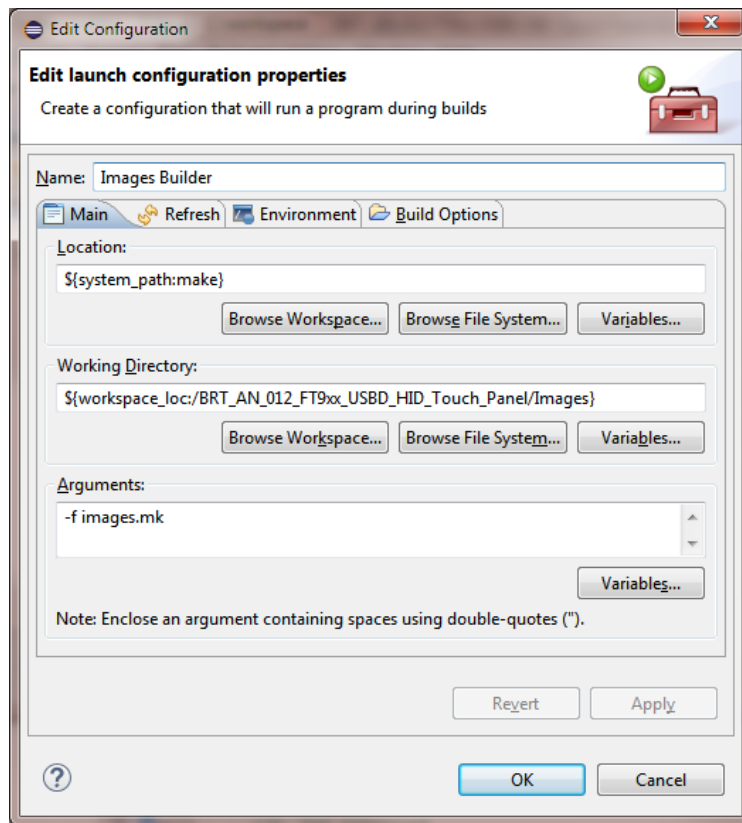 Edit Configuration
Edit launch configuration properties
Create a configuration that will run a program during builds
Name: Images Builder
Main Refresh Environment Build Options
Location:
${system_path:make}
Browse Workspace... Browse File System... Variables...
Working Directory:
${workspace_loc:/BRT_AN_012_FT9xx_USBD_HID_Touch_Panel/Images}
Browse Workspace... Browse File System... Variables...
Arguments:
-f images.mk
Variables...
Note: Enclose an argument containing spaces using double-quotes (").
Revert Apply
OK Cancel